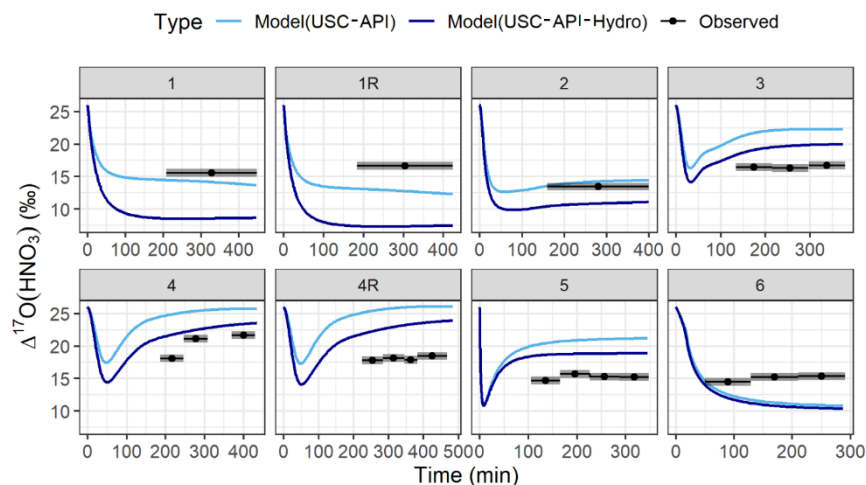 Type Model(USC-API) Model(USC-API-Hydro) Observed
1 1R 2 3
25
20
15
10
0 100 200 300 400 0 100 200 300 400 0 100 200 300 400 0 100 200 300
4 4R 5 6
25
20
15
10
0 100 200 300 400 0 100 200 300 400 500 0 100 200 300 0 100 200 300
Δ¹⁷O(HNO₃) (‰)
Time (min)